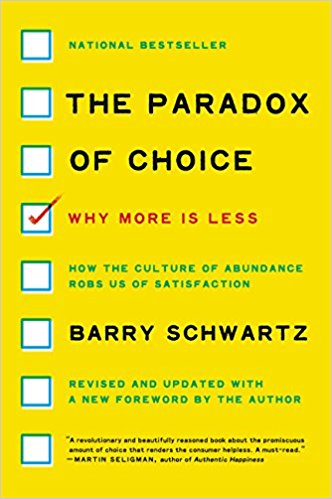 NATIONAL BESTSELLER
THE PARADOX
OF CHOICE
WHY MORE IS LESS
HOW THE CULTURE OF ABUNDANCE
ROBS US OF SATISFACTION
BARRY SCHWARTZ
REVISED AND UPDATED WITH
A NEW FOREWORD BY THE AUTHOR
"A revolutionary and beautifully reasoned book about the promiscuous
amount of choice that renders the consumer helpless. A must-read."
—MARTIN SELIGMAN, author of Authentic Happiness